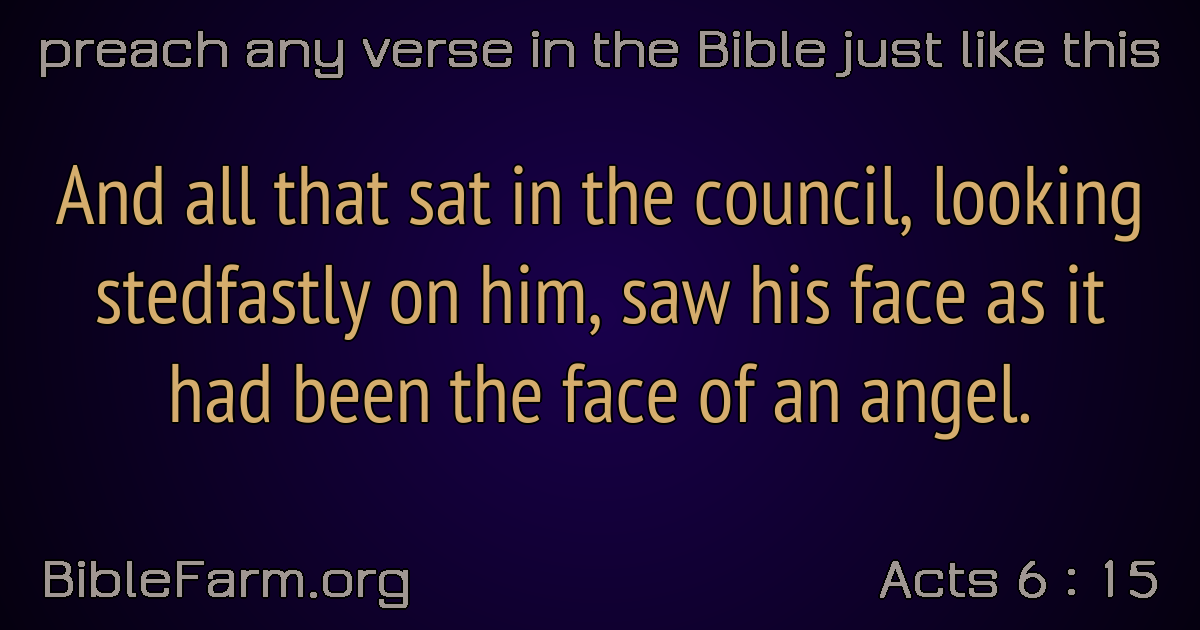 preach any verse in the Bible just like this
And all that sat in the council, looking
stedfastly on him, saw his face as it
had been the face of an angel.
BibleFarm.org
Acts 6 : 15